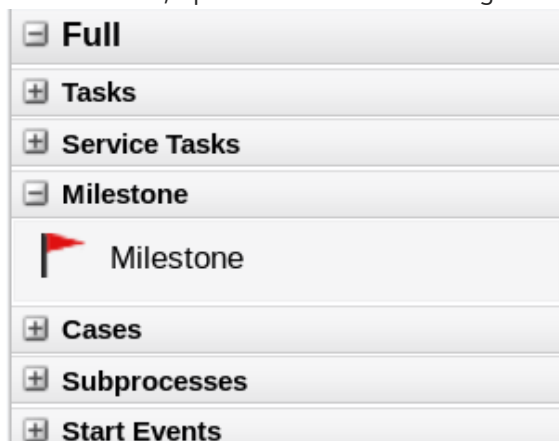 Full
Tasks
Service Tasks
Milestone
Milestone
Cases
Subprocesses
Start Events